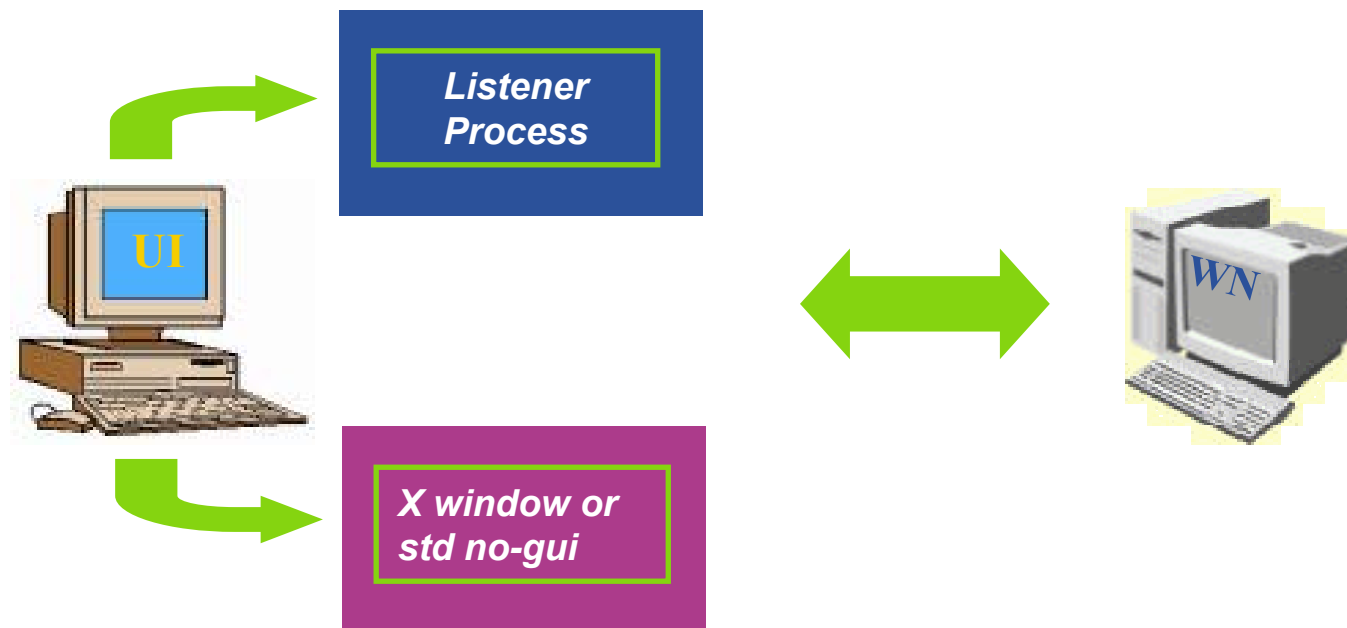 Listener
Process
UI
WN
X window or
std no-gui